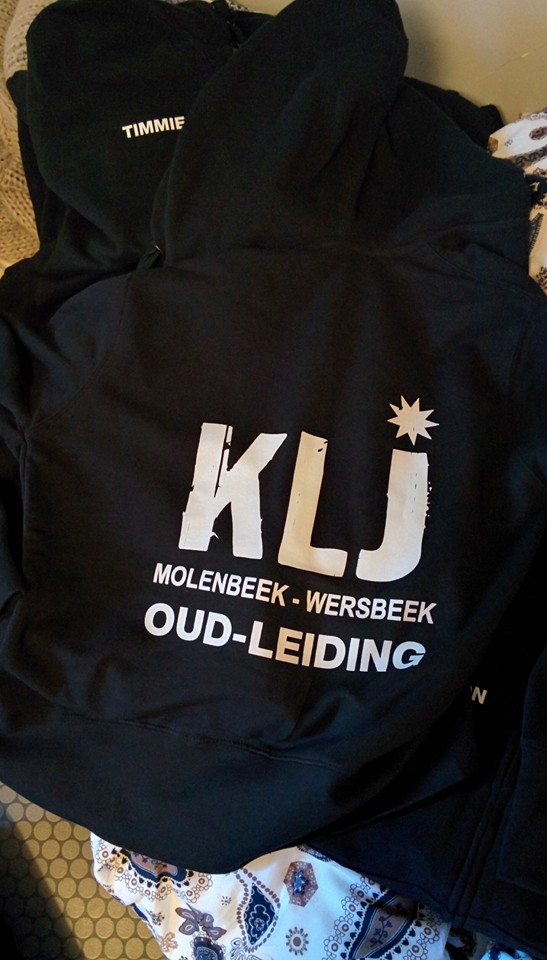 TIMMIE
KLJ
MOLENBEEK - WERSBEEK
OUD-LEIDING